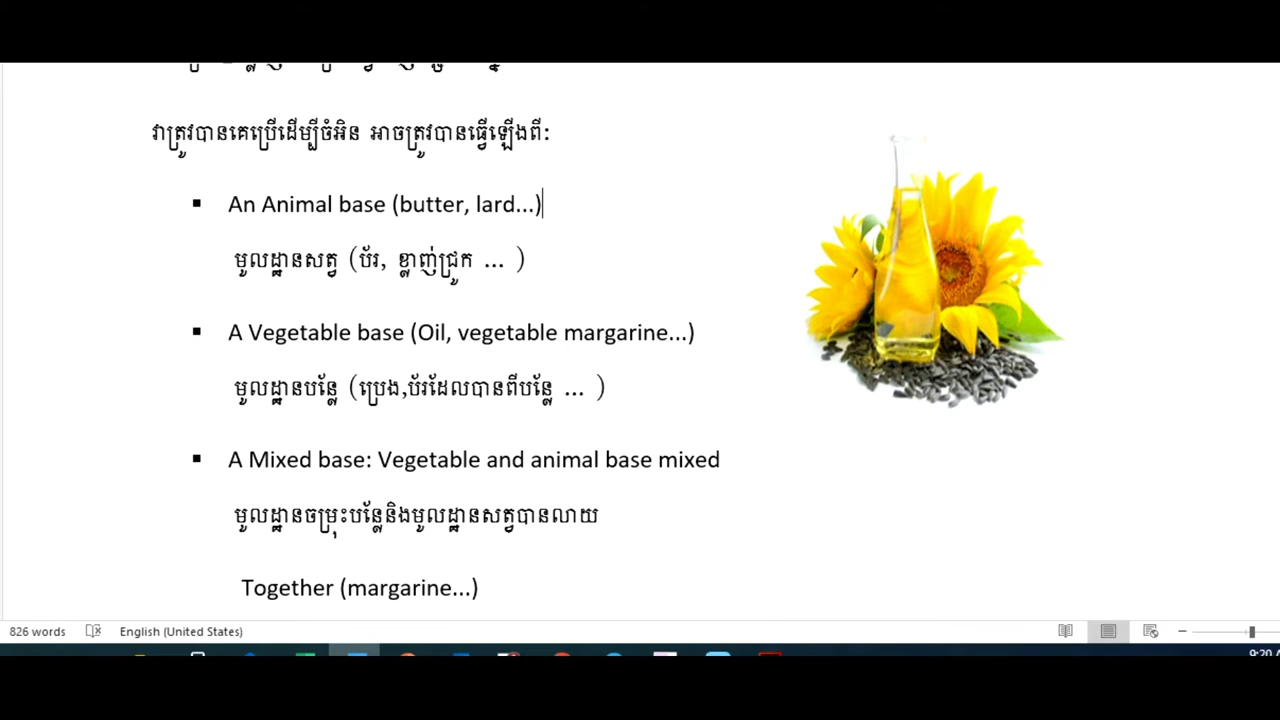 វាត្រូវបានគេប្រើដើម្បីចំអិន អាចត្រូវបានធ្វើឡើងពី:
▪ An Animal base (butter, lard...)
មូលដ្ឋានសត្វ (ប័រ, ខ្លាញ់ជ្រូក ... )
▪ A Vegetable base (Oil, vegetable margarine...)
មូលដ្ឋានបន្លែ (ប្រេង,ប័រដែលបានពីបន្លែ ... )
▪ A Mixed base: Vegetable and animal base mixed
មូលដ្ឋានចម្រុះបន្លែនិងមូលដ្ឋានសត្វបានលាយ
Together (margarine...)
826 words English (United States)
9:20